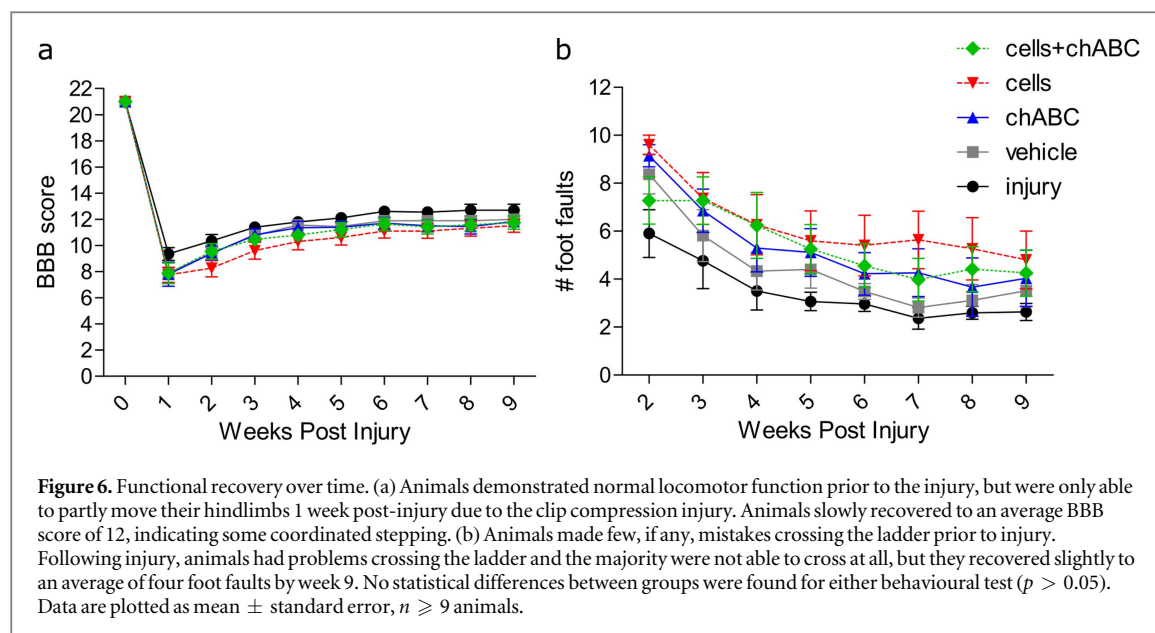 a
b
cells+chABC
cells
chABC
vehicle
injury
BBB score
22
20
18
16
14
12
10
8
6
4
2
0
0 1 2 3 4 5 6 7 8 9
Weeks Post Injury
# foot faults
12
10
8
6
4
2
0
2 3 4 5 6 7 8 9
Weeks Post Injury
Figure 6. Functional recovery over time. (a) Animals demonstrated normal locomotor function prior to the injury, but were only able
to partly move their hindlimbs 1 week post-injury due to the clip compression injury. Animals slowly recovered to an average BBB
score of 12, indicating some coordinated stepping. (b) Animals made few, if any, mistakes crossing the ladder prior to injury.
Following injury, animals had problems crossing the ladder and the majority were not able to cross at all, but they recovered slightly to
an average of four foot faults by week 9. No statistical differences between groups were found for either behavioural test (p > 0.05).
Data are plotted as mean ± standard error, n ⩾ 9 animals.